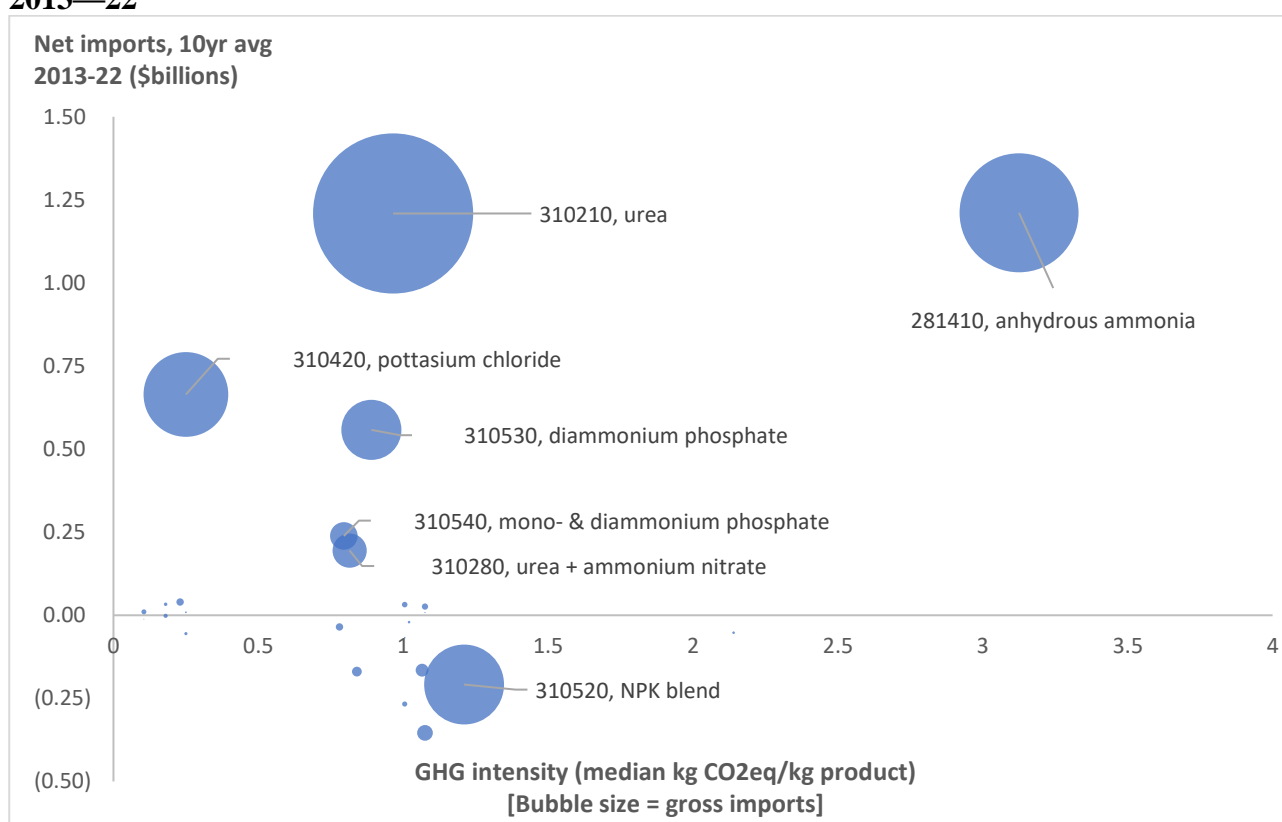 2013—22
Net imports, 10yr avg
2013-22 ($billions)
1.50
1.25
310210, urea
1.00
281410, anhydrous ammonia
0.75
310420, pottasium chloride
0.50
310530, diammonium phosphate
310540, mono- & diammonium phosphate
0.25
310280, urea + ammonium nitrate
0.00
0 0.5 1 1.5 2 2.5 3 3.5 4
(0.25)
310520, NPK blend
(0.50)
GHG intensity (median kg CO2eq/kg product)
[Bubble size = gross imports]